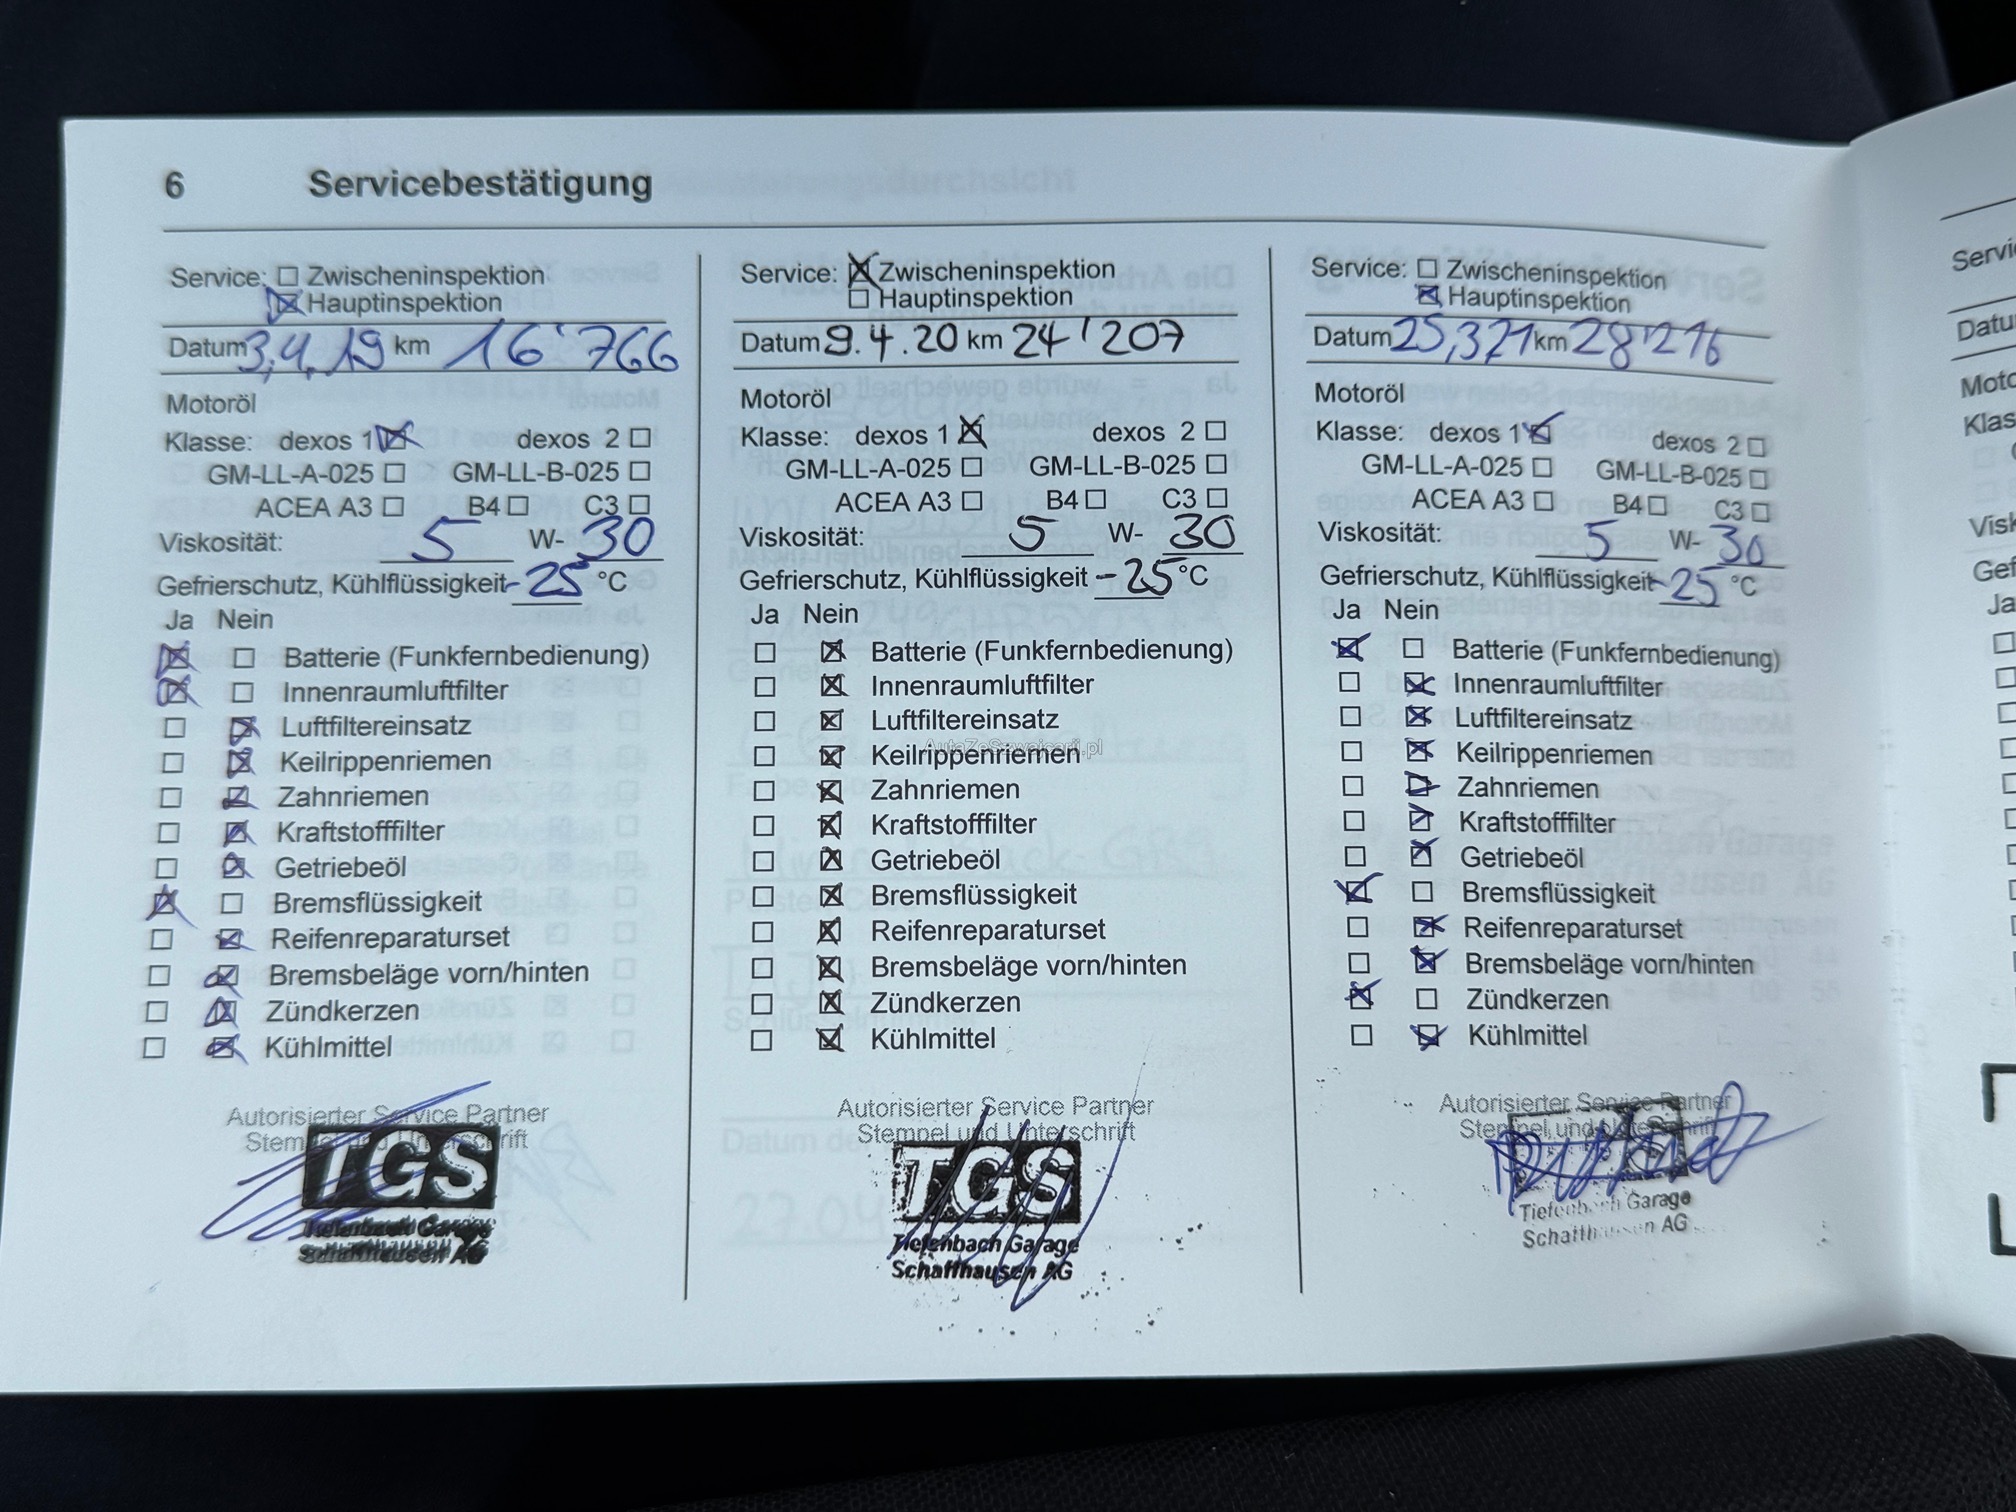 6 Servicebestätigung
Service: ☐ Zwischeninspektion
☒ Hauptinspektion
Datum 3.4.19 km 16'766
Motoröl
Klasse: dexos 1 ☒ dexos 2 ☐
GM-LL-A-025 ☐ GM-LL-B-025 ☐
ACEA A3 ☐ B4 ☐ C3 ☐
Viskosität: 5 W- 30
Gefrierschutz, Kühlflüssigkeit -25 °C
Ja Nein
☒ ☐ Batterie (Funkfernbedienung)
☒ ☐ Innenraumluftfilter
☐ ☒ Luftfiltereinsatz
☐ ☒ Keilrippenriemen
☐ ☒ Zahnriemen
☐ ☒ Kraftstofffilter
☐ ☒ Getriebeöl
☒ ☐ Bremsflüssigkeit
☐ ☒ Reifenreparaturset
☐ ☒ Bremsbeläge vorn/hinten
☐ ☒ Zündkerzen
☐ ☒ Kühlmittel
Autorisierter Service Partner
Stempel und Unterschrift
TGS
Tiefenbach Garage
Schaffhausen AG
Service: ☒ Zwischeninspektion
☐ Hauptinspektion
Datum 9.4.20 km 24'207
Motoröl
Klasse: dexos 1 ☒ dexos 2 ☐
GM-LL-A-025 ☐ GM-LL-B-025 ☐
ACEA A3 ☐ B4 ☐ C3 ☐
Viskosität: 5 W- 30
Gefrierschutz, Kühlflüssigkeit -25 °C
Ja Nein
☐ ☒ Batterie (Funkfernbedienung)
☐ ☒ Innenraumluftfilter
☐ ☒ Luftfiltereinsatz
AutaZeSzwajcarii.pl
☐ ☒ Keilrippenriemen
☐ ☒ Zahnriemen
☐ ☒ Kraftstofffilter
☐ ☒ Getriebeöl
☐ ☒ Bremsflüssigkeit
☐ ☒ Reifenreparaturset
☐ ☒ Bremsbeläge vorn/hinten
☐ ☒ Zündkerzen
☐ ☒ Kühlmittel
Autorisierter Service Partner
Stempel und Unterschrift
TGS
Tiefenbach Garage
Schaffhausen AG
Service: ☐ Zwischeninspektion
☒ Hauptinspektion
Datum 25.3.21 km 28'216
Motoröl
Klasse: dexos 1 ☒ dexos 2 ☐
GM-LL-A-025 ☐ GM-LL-B-025 ☐
ACEA A3 ☐ B4 ☐ C3 ☐
Viskosität: 5 W- 30
Gefrierschutz, Kühlflüssigkeit -25 °C
Ja Nein
☒ ☐ Batterie (Funkfernbedienung)
☐ ☒ Innenraumluftfilter
☐ ☒ Luftfiltereinsatz
☐ ☒ Keilrippenriemen
☐ ☒ Zahnriemen
☐ ☒ Kraftstofffilter
☐ ☒ Getriebeöl
☒ ☐ Bremsflüssigkeit
☐ ☒ Reifenreparaturset
☐ ☒ Bremsbeläge vorn/hinten
☒ ☐ Zündkerzen
☐ ☒ Kühlmittel
Autorisierter Service Partner
Stempel und Unterschrift
Tiefenbach Garage
Schaffhausen AG